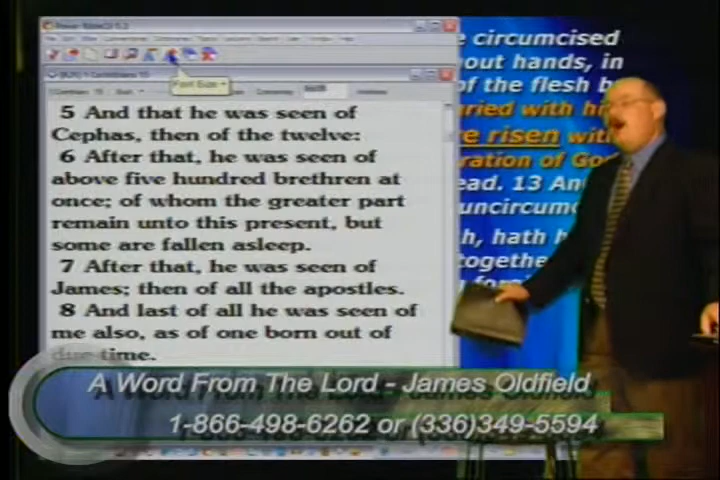 5 And that he was seen of
Cephas, then of the twelve:
6 After that, he was seen of
above five hundred brethren at
once; of whom the greater part
remain unto this present, but
some are fallen asleep.
7 After that, he was seen of
James; then of all the apostles.
8 And last of all he was seen of
me also, as of one born out of
due time.
e circumcised
out hands, in
of the flesh b
ried with hi
e risen with
ration of Go
ead. 13 An
uncircumc
h, hath h
togethe
Font Size
A Word From The Lord - James Oldfield
1-866-498-6262 or (336)349-5594